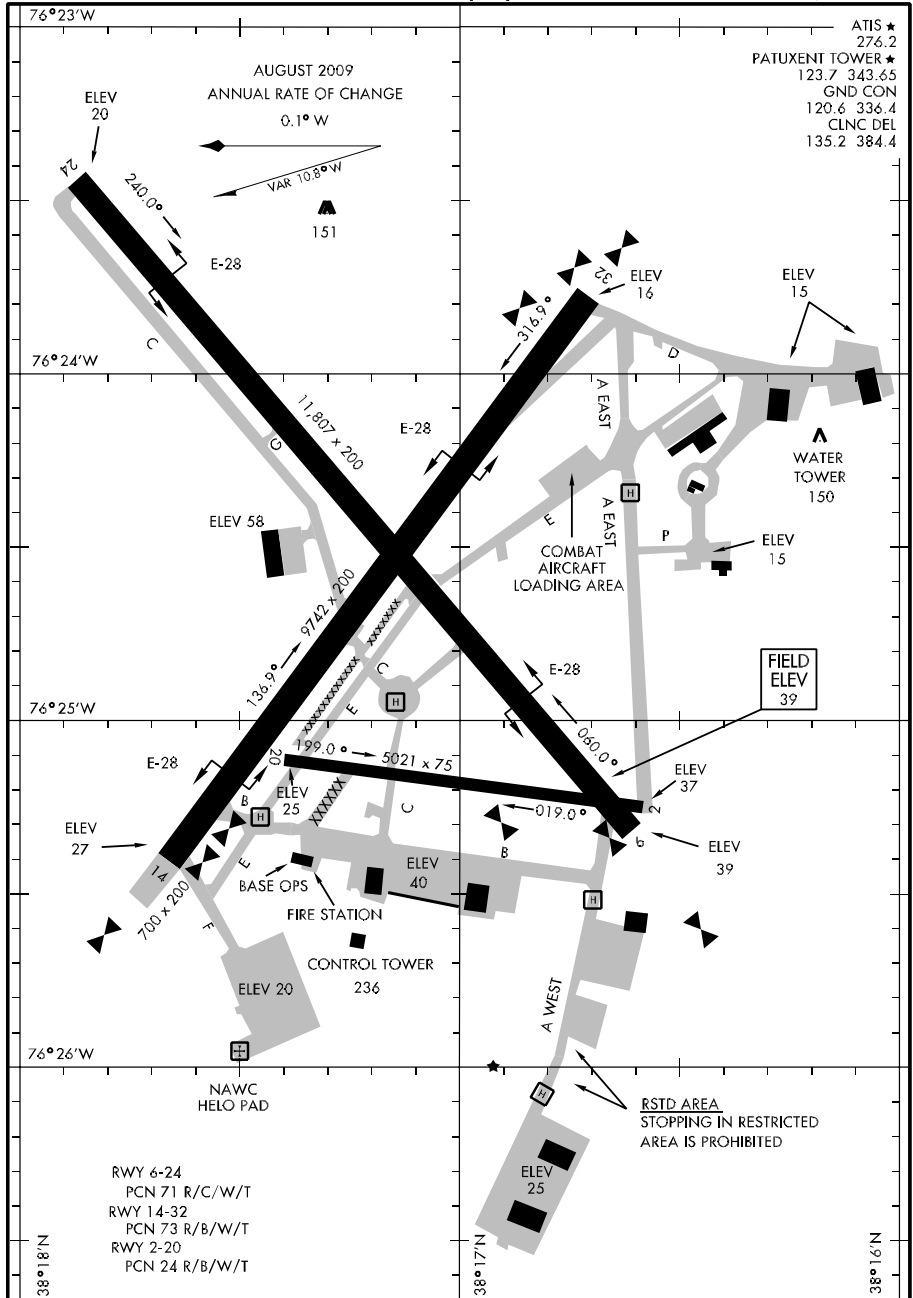 76°23'W
ATIS ★
276.2
PATUXENT TOWER ★
123.7 343.65
GND CON
120.6 336.4
CLNC DEL
135.2 384.4
AUGUST 2009
ANNUAL RATE OF CHANGE
0.1° W
VAR 10.8° W
151
ELEV
20
24
240.0°
E-28
C
32
ELEV
16
316.9°
ELEV
15
76°24'W
D
A EAST
11,807 x 200
E-28
G
WATER
TOWER
150
H
A EAST
ELEV 58
E
COMBAT
AIRCRAFT
LOADING AREA
P
ELEV
15
9742 x 200
136.9°
xxxxxxx
xxxxxxxxxxxxx
C
E
H
E-28
FIELD
ELEV
39
76°25'W
060.0°
199.0°
5021 x 75
20
E-28
B
ELEV
25
xxxxxx
C
019.0°
ELEV
37
2
6
H
ELEV
27
E
B
ELEV
39
14
700 x 200
BASE OPS
FIRE STATION
ELEV
40
H
F
CONTROL TOWER
236
ELEV 20
A WEST
76°26'W
NAWC
HELO PAD
H
RSTD AREA
STOPPING IN RESTRICTED
AREA IS PROHIBITED
ELEV
25
RWY 6-24
PCN 71 R/C/W/T
RWY 14-32
PCN 73 R/B/W/T
RWY 2-20
PCN 24 R/B/W/T
38°18'N
38°17'N
38°16'N